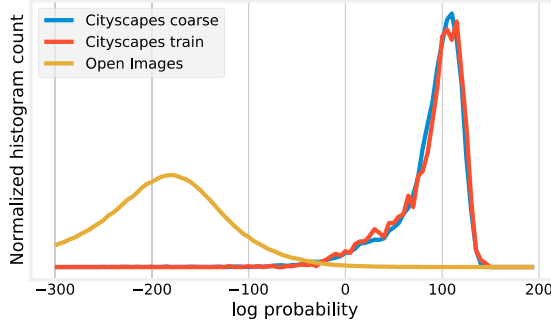 Normalized histogram count
Cityscapes coarse
Cityscapes train
Open Images
−300 −200 −100 0 100 200
log probability